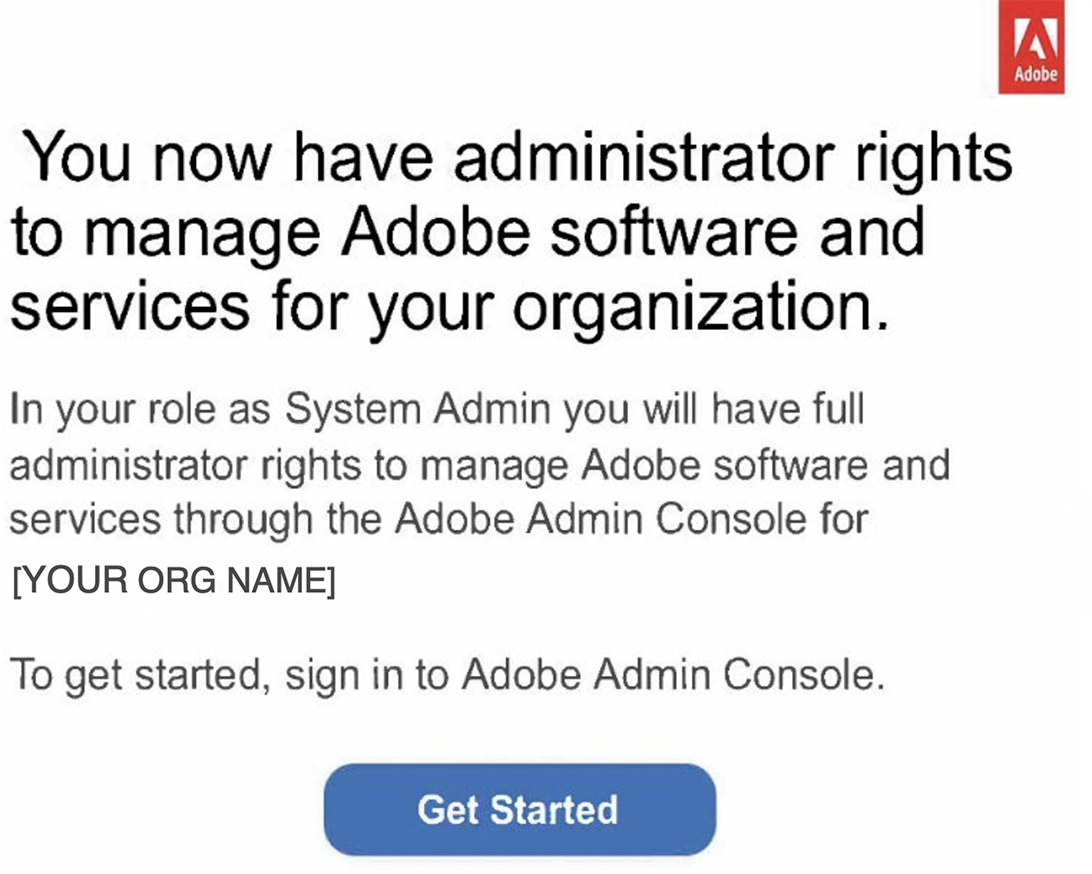 Adobe
You now have administrator rights
to manage Adobe software and
services for your organization.
In your role as System Admin you will have full
administrator rights to manage Adobe software and
services through the Adobe Admin Console for
[YOUR ORG NAME]
To get started, sign in to Adobe Admin Console.
Get Started